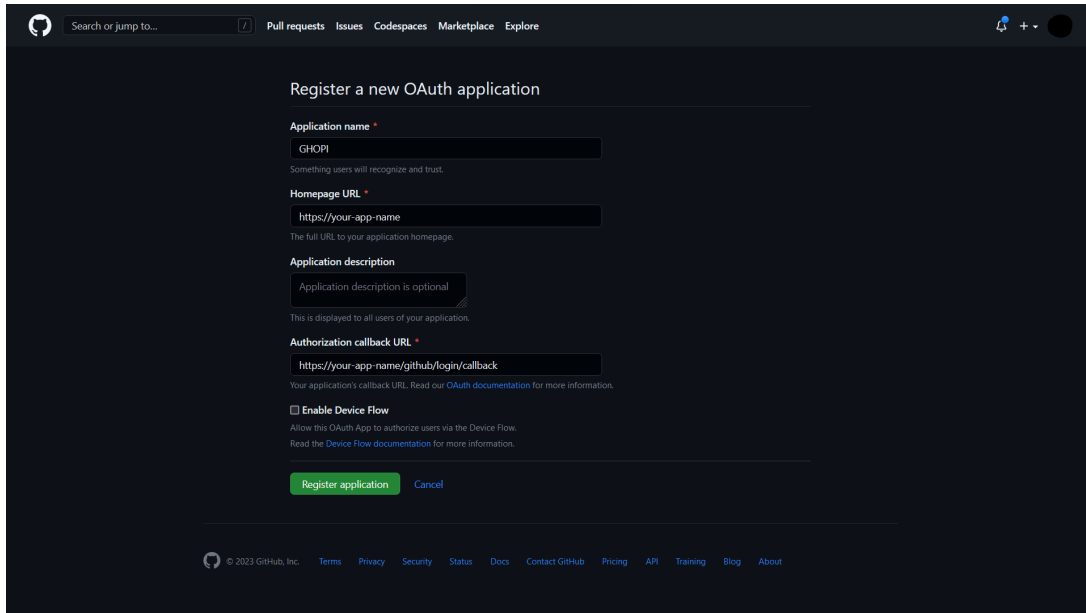 Search or jump to... /
Pull requests Issues Codespaces Marketplace Explore
Register a new OAuth application
Application name *
GHOPI
Something users will recognize and trust.
Homepage URL *
https://your-app-name
The full URL to your application homepage.
Application description
Application description is optional
This is displayed to all users of your application.
Authorization callback URL *
https://your-app-name/github/login/callback
Your application's callback URL. Read our OAuth documentation for more information.
Enable Device Flow
Allow this OAuth App to authorize users via the Device Flow.
Read the Device Flow documentation for more information.
Register application Cancel
© 2023 GitHub, Inc. Terms Privacy Security Status Docs Contact GitHub Pricing API Training Blog About